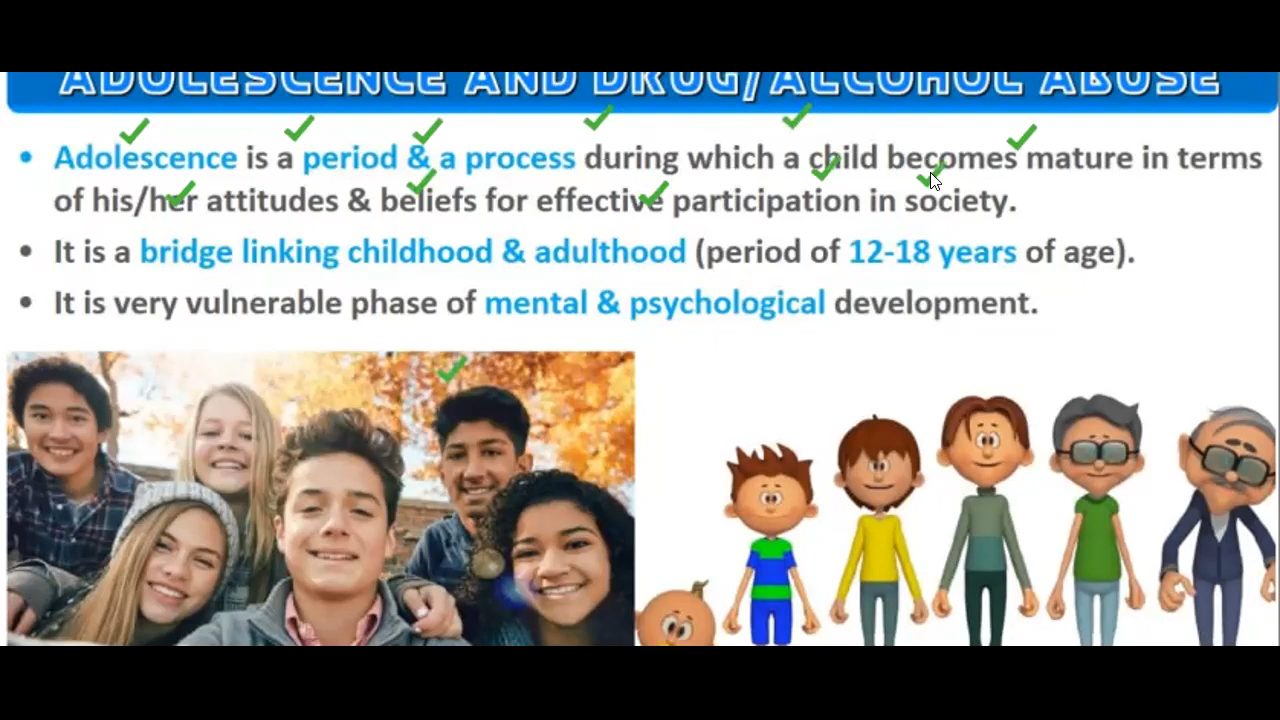 ADOLESCENCE AND DRUG/ALCOHOL ABUSE
• Adolescence is a period & a process during which a child becomes mature in terms
of his/her attitudes & beliefs for effective participation in society.
• It is a bridge linking childhood & adulthood (period of 12-18 years of age).
• It is very vulnerable phase of mental & psychological development.